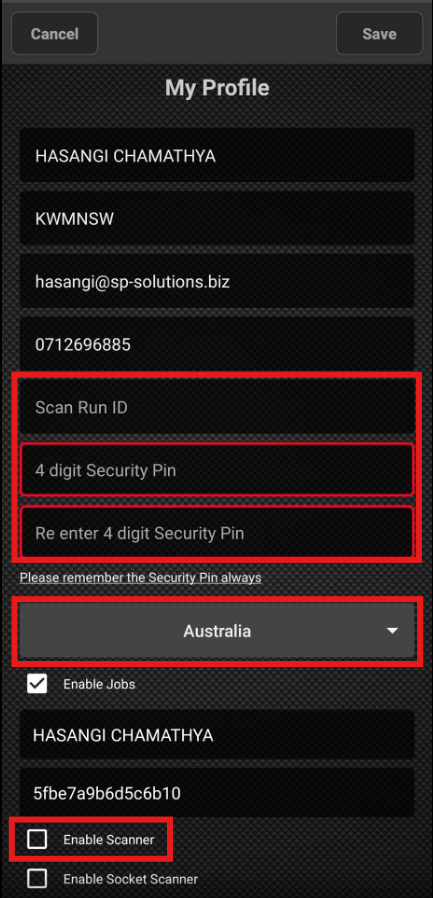 Cancel
Save
My Profile
HASANGI CHAMATHYA
KWMNSW
hasangi@sp-solutions.biz
0712696885
Scan Run ID
4 digit Security Pin
Re enter 4 digit Security Pin
Please remember the Security Pin always
Australia
Enable Jobs
HASANGI CHAMATHYA
5fbe7a9b6d5c6b10
Enable Scanner
Enable Socket Scanner